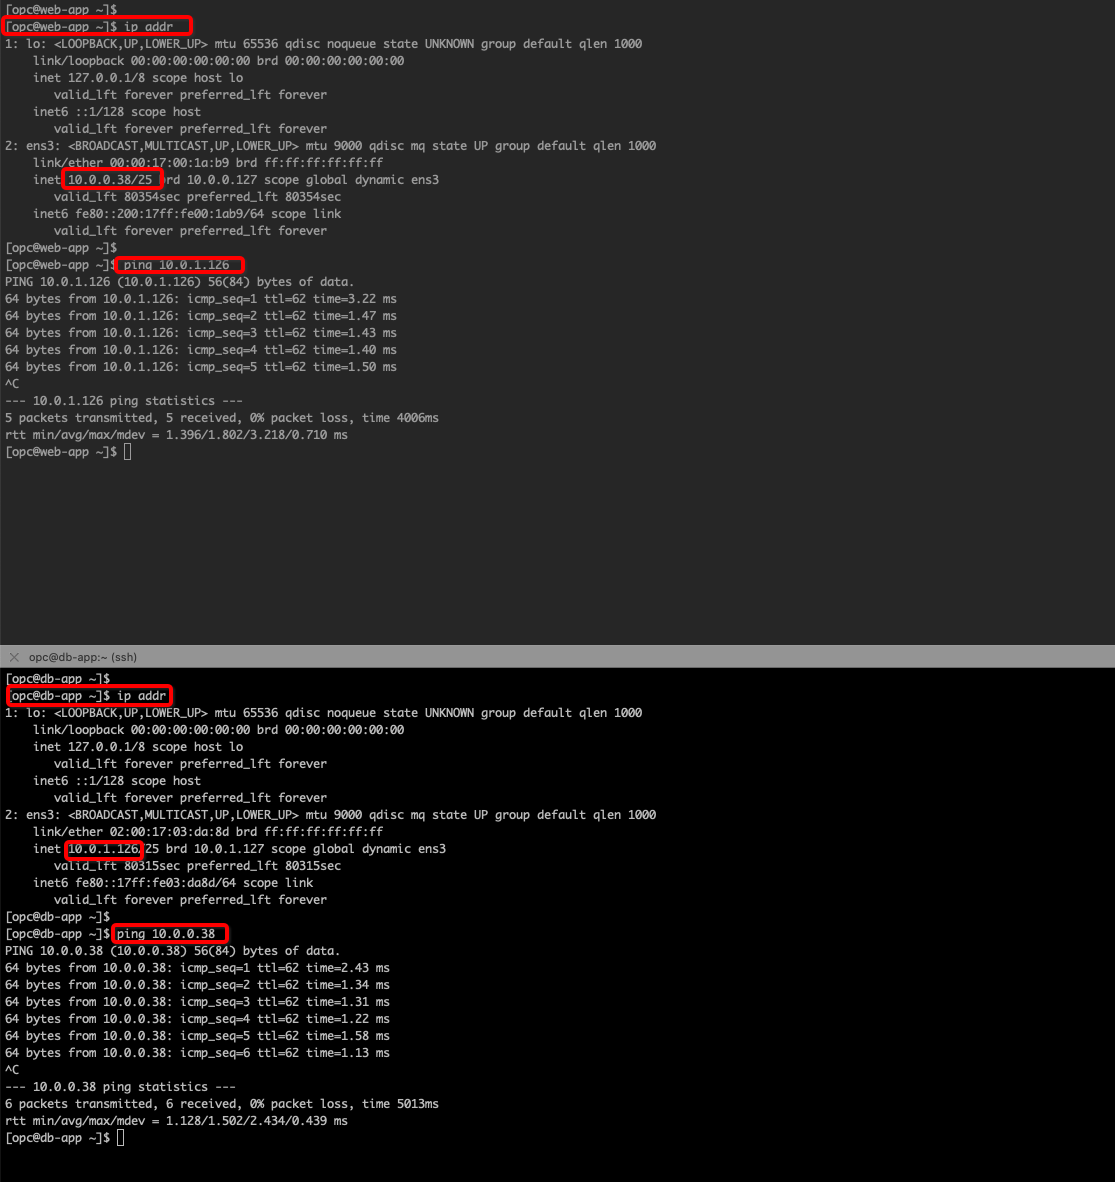 [opc@web-app ~]$
[opc@web-app ~]$ ip addr
1: lo: <LOOPBACK,UP,LOWER_UP> mtu 65536 qdisc noqueue state UNKNOWN group default qlen 1000
    link/loopback 00:00:00:00:00:00 brd 00:00:00:00:00:00
    inet 127.0.0.1/8 scope host lo
       valid_lft forever preferred_lft forever
    inet6 ::1/128 scope host
       valid_lft forever preferred_lft forever
2: ens3: <BROADCAST,MULTICAST,UP,LOWER_UP> mtu 9000 qdisc mq state UP group default qlen 1000
    link/ether 00:00:17:00:1a:b9 brd ff:ff:ff:ff:ff:ff
    inet 10.0.0.38/25 brd 10.0.0.127 scope global dynamic ens3
       valid_lft 80354sec preferred_lft 80354sec
    inet6 fe80::200:17ff:fe00:1ab9/64 scope link
       valid_lft forever preferred_lft forever
[opc@web-app ~]$
[opc@web-app ~]$ ping 10.0.1.126
PING 10.0.1.126 (10.0.1.126) 56(84) bytes of data.
64 bytes from 10.0.1.126: icmp_seq=1 ttl=62 time=3.22 ms
64 bytes from 10.0.1.126: icmp_seq=2 ttl=62 time=1.47 ms
64 bytes from 10.0.1.126: icmp_seq=3 ttl=62 time=1.43 ms
64 bytes from 10.0.1.126: icmp_seq=4 ttl=62 time=1.40 ms
64 bytes from 10.0.1.126: icmp_seq=5 ttl=62 time=1.50 ms
^C
--- 10.0.1.126 ping statistics ---
5 packets transmitted, 5 received, 0% packet loss, time 4006ms
rtt min/avg/max/mdev = 1.396/1.802/3.218/0.710 ms
[opc@web-app ~]$
opc@db-app:~ (ssh)
[opc@db-app ~]$
[opc@db-app ~]$ ip addr
1: lo: <LOOPBACK,UP,LOWER_UP> mtu 65536 qdisc noqueue state UNKNOWN group default qlen 1000
    link/loopback 00:00:00:00:00:00 brd 00:00:00:00:00:00
    inet 127.0.0.1/8 scope host lo
       valid_lft forever preferred_lft forever
    inet6 ::1/128 scope host
       valid_lft forever preferred_lft forever
2: ens3: <BROADCAST,MULTICAST,UP,LOWER_UP> mtu 9000 qdisc mq state UP group default qlen 1000
    link/ether 02:00:17:03:da:8d brd ff:ff:ff:ff:ff:ff
    inet 10.0.1.126/25 brd 10.0.1.127 scope global dynamic ens3
       valid_lft 80315sec preferred_lft 80315sec
    inet6 fe80::17ff:fe03:da8d/64 scope link
       valid_lft forever preferred_lft forever
[opc@db-app ~]$
[opc@db-app ~]$ ping 10.0.0.38
PING 10.0.0.38 (10.0.0.38) 56(84) bytes of data.
64 bytes from 10.0.0.38: icmp_seq=1 ttl=62 time=2.43 ms
64 bytes from 10.0.0.38: icmp_seq=2 ttl=62 time=1.34 ms
64 bytes from 10.0.0.38: icmp_seq=3 ttl=62 time=1.31 ms
64 bytes from 10.0.0.38: icmp_seq=4 ttl=62 time=1.22 ms
64 bytes from 10.0.0.38: icmp_seq=5 ttl=62 time=1.58 ms
64 bytes from 10.0.0.38: icmp_seq=6 ttl=62 time=1.13 ms
^C
--- 10.0.0.38 ping statistics ---
6 packets transmitted, 6 received, 0% packet loss, time 5013ms
rtt min/avg/max/mdev = 1.128/1.502/2.434/0.439 ms
[opc@db-app ~]$